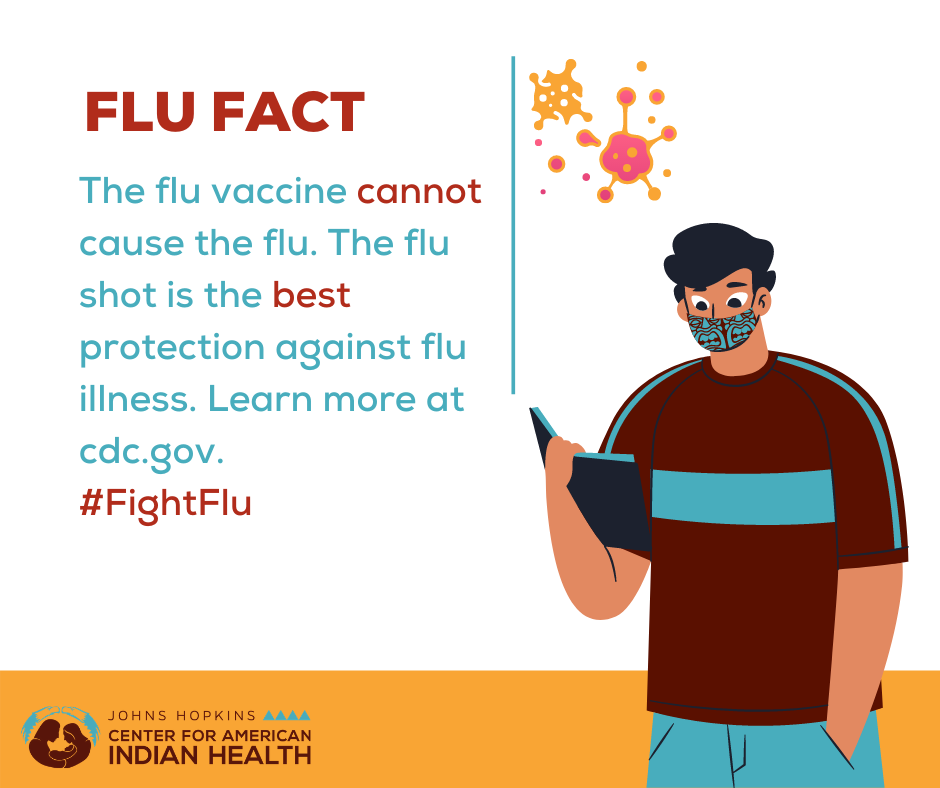 FLU FACT
The flu vaccine cannot
cause the flu. The flu
shot is the best
protection against flu
illness. Learn more at
cdc.gov.
#FightFlu
JOHNS HOPKINS
CENTER FOR AMERICAN
INDIAN HEALTH